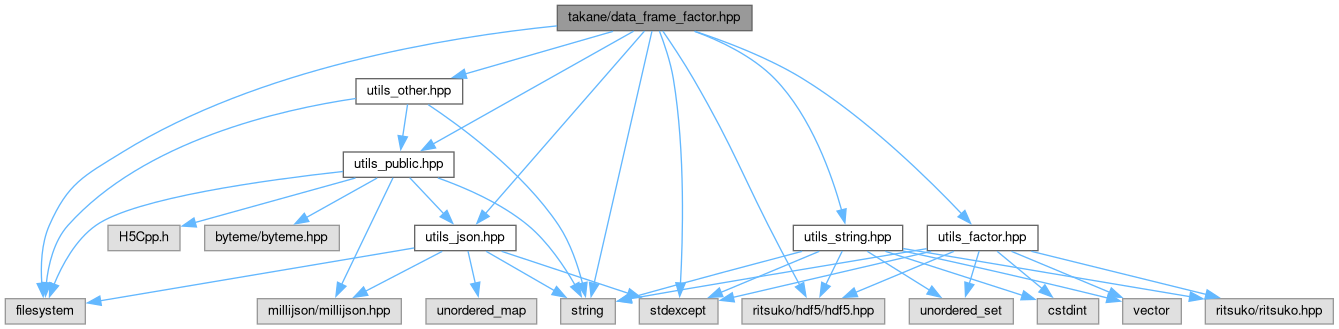 takane/data_frame_factor.hpp
utils_other.hpp
utils_public.hpp
H5Cpp.h
byteme/byteme.hpp
utils_json.hpp
utils_string.hpp
utils_factor.hpp
filesystem
millijson/millijson.hpp
unordered_map
string
stdexcept
ritsuko/hdf5/hdf5.hpp
unordered_set
cstdint
vector
ritsuko/ritsuko.hpp